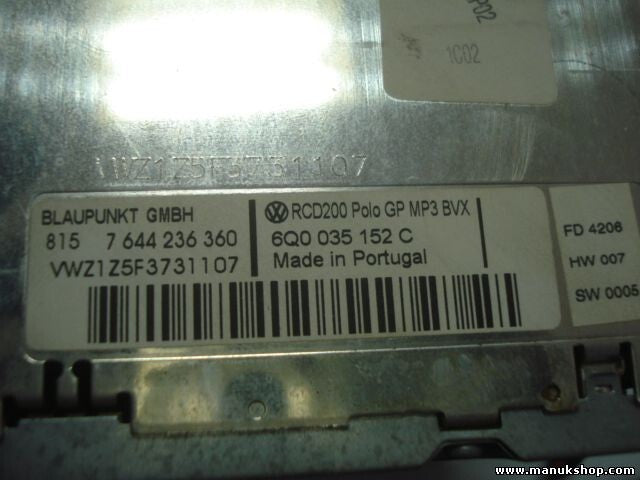 1C02
VWZ1Z5F3731107
BLAUPUNKT GMBH
815 7 644 236 360
VWZ1Z5F3731107
RCD200 Polo GP MP3 BVX
6Q0 035 152 C
Made in Portugal
FD 4206
HW 007
SW 0005
www.manukshop.com